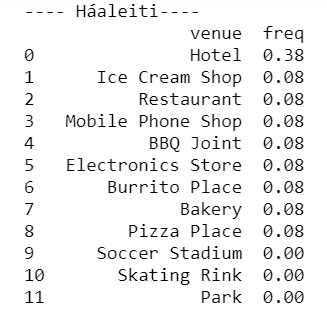 ---- Háaleiti----
venue freq
0 Hotel 0.38
1 Ice Cream Shop 0.08
2 Restaurant 0.08
3 Mobile Phone Shop 0.08
4 BBQ Joint 0.08
5 Electronics Store 0.08
6 Burrito Place 0.08
7 Bakery 0.08
8 Pizza Place 0.08
9 Soccer Stadium 0.00
10 Skating Rink 0.00
11 Park 0.00